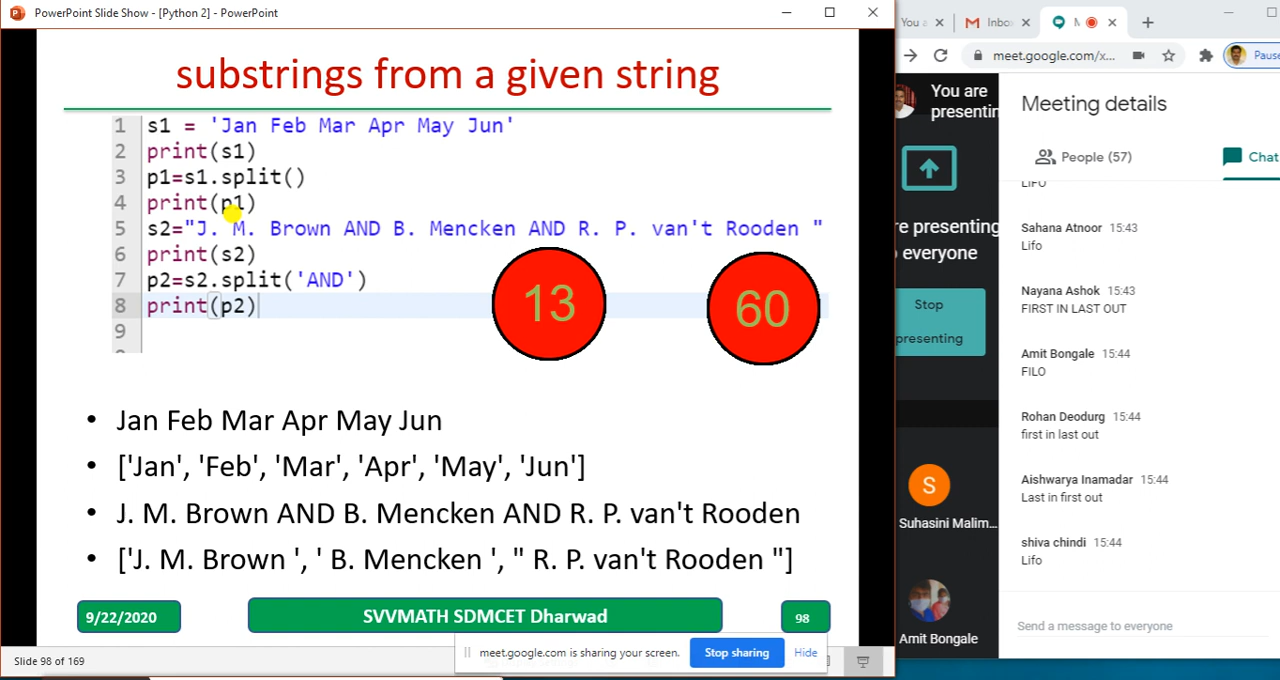 PowerPoint Slide Show - [Python 2] - PowerPoint
substrings from a given string
1 s1 = 'Jan Feb Mar Apr May Jun'
2 print(s1)
3 p1=s1.split()
4 print(p1)
5 s2="J. M. Brown AND B. Mencken AND R. P. van't Rooden "
6 print(s2)
7 p2=s2.split('AND')
8 print(p2)
9
13
60
• Jan Feb Mar Apr May Jun
• ['Jan', 'Feb', 'Mar', 'Apr', 'May', 'Jun']
• J. M. Brown AND B. Mencken AND R. P. van't Rooden
• ['J. M. Brown ', ' B. Mencken ', " R. P. van't Rooden "]
9/22/2020
SVVMATH SDMCET Dharwad
98
meet.google.com is sharing your screen.
Stop sharing
Hide
Slide 98 of 169
You a
Inbo
M
meet.google.com/x...
Pause
You are
presentin
re presenting
o everyone
Stop
presenting
S
Suhasini Malim...
Amit Bongale
Meeting details
People (57)
Chat
LIFO
Sahana Atnoor 15:43
Lifo
Nayana Ashok 15:43
FIRST IN LAST OUT
Amit Bongale 15:44
FILO
Rohan Deodurg 15:44
first in last out
Aishwarya Inamadar 15:44
Last in first out
shiva chindi 15:44
Lifo
Send a message to everyone